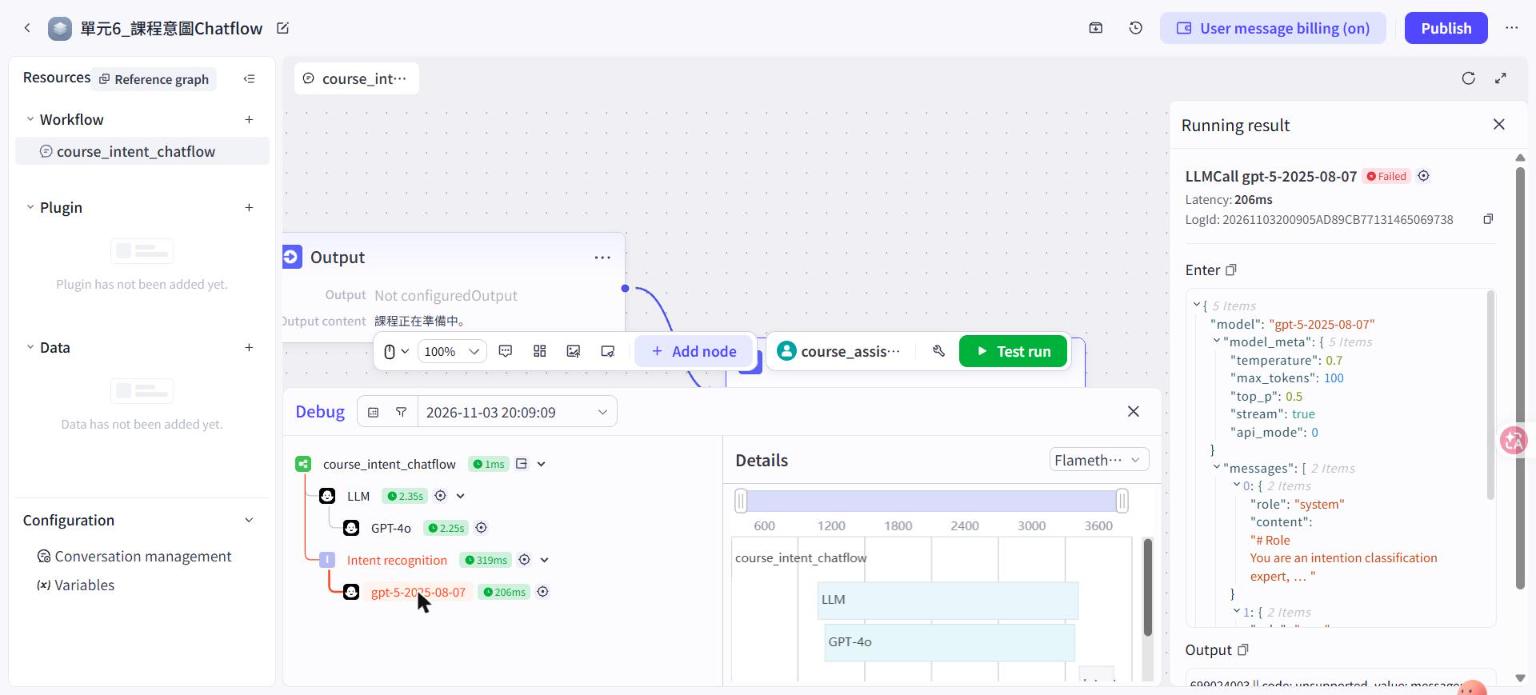 單元6_課程意圖Chatflow
User message billing (on)
Publish
Resources
Reference graph
course_int···
Workflow
course_intent_chatflow
Plugin
Plugin has not been added yet.
Data
Data has not been added yet.
Configuration
Conversation management
(x) Variables
Output
Output Not configuredOutput
Output content 課程正在準備中。
100%
Add node
course_assis···
Test run
Debug
2026-11-03 20:09:09
course_intent_chatflow 1ms
LLM 2.35s
GPT-4o 2.25s
Intent recognition 319ms
gpt-5-2025-08-07 206ms
Details
Flameth···
600 1200 1800 2400 3000 3600
course_intent_chatflow
LLM
GPT-4o
Running result
LLMCall gpt-5-2025-08-07 Failed
Latency: 206ms
LogId: 20261103200905AD89CB77131465069738
Enter
{ 5 Items
"model": "gpt-5-2025-08-07"
"model_meta": { 5 Items
"temperature": 0.7
"max_tokens": 100
"top_p": 0.5
"stream": true
"api_mode": 0
}
"messages": [ 2 Items
0: { 2 Items
"role": "system"
"content":
"# Role
You are an intention classification
expert, ... "
}
1: { 2 Items
Output
699024003 || code: unsupported_value; message: